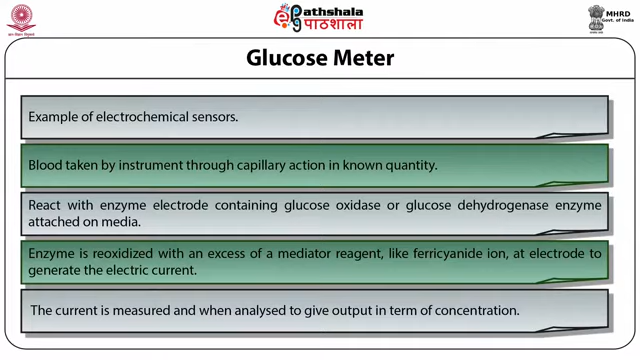 ePathshala
पाठशाला
MHRD
Govt. of India
Glucose Meter
Example of electrochemical sensors.
Blood taken by instrument through capillary action in known quantity.
React with enzyme electrode containing glucose oxidase or glucose dehydrogenase enzyme
attached on media.
Enzyme is reoxidized with an excess of a mediator reagent, like ferricyanide ion, at electrode to
generate the electric current.
The current is measured and when analysed to give output in term of concentration.